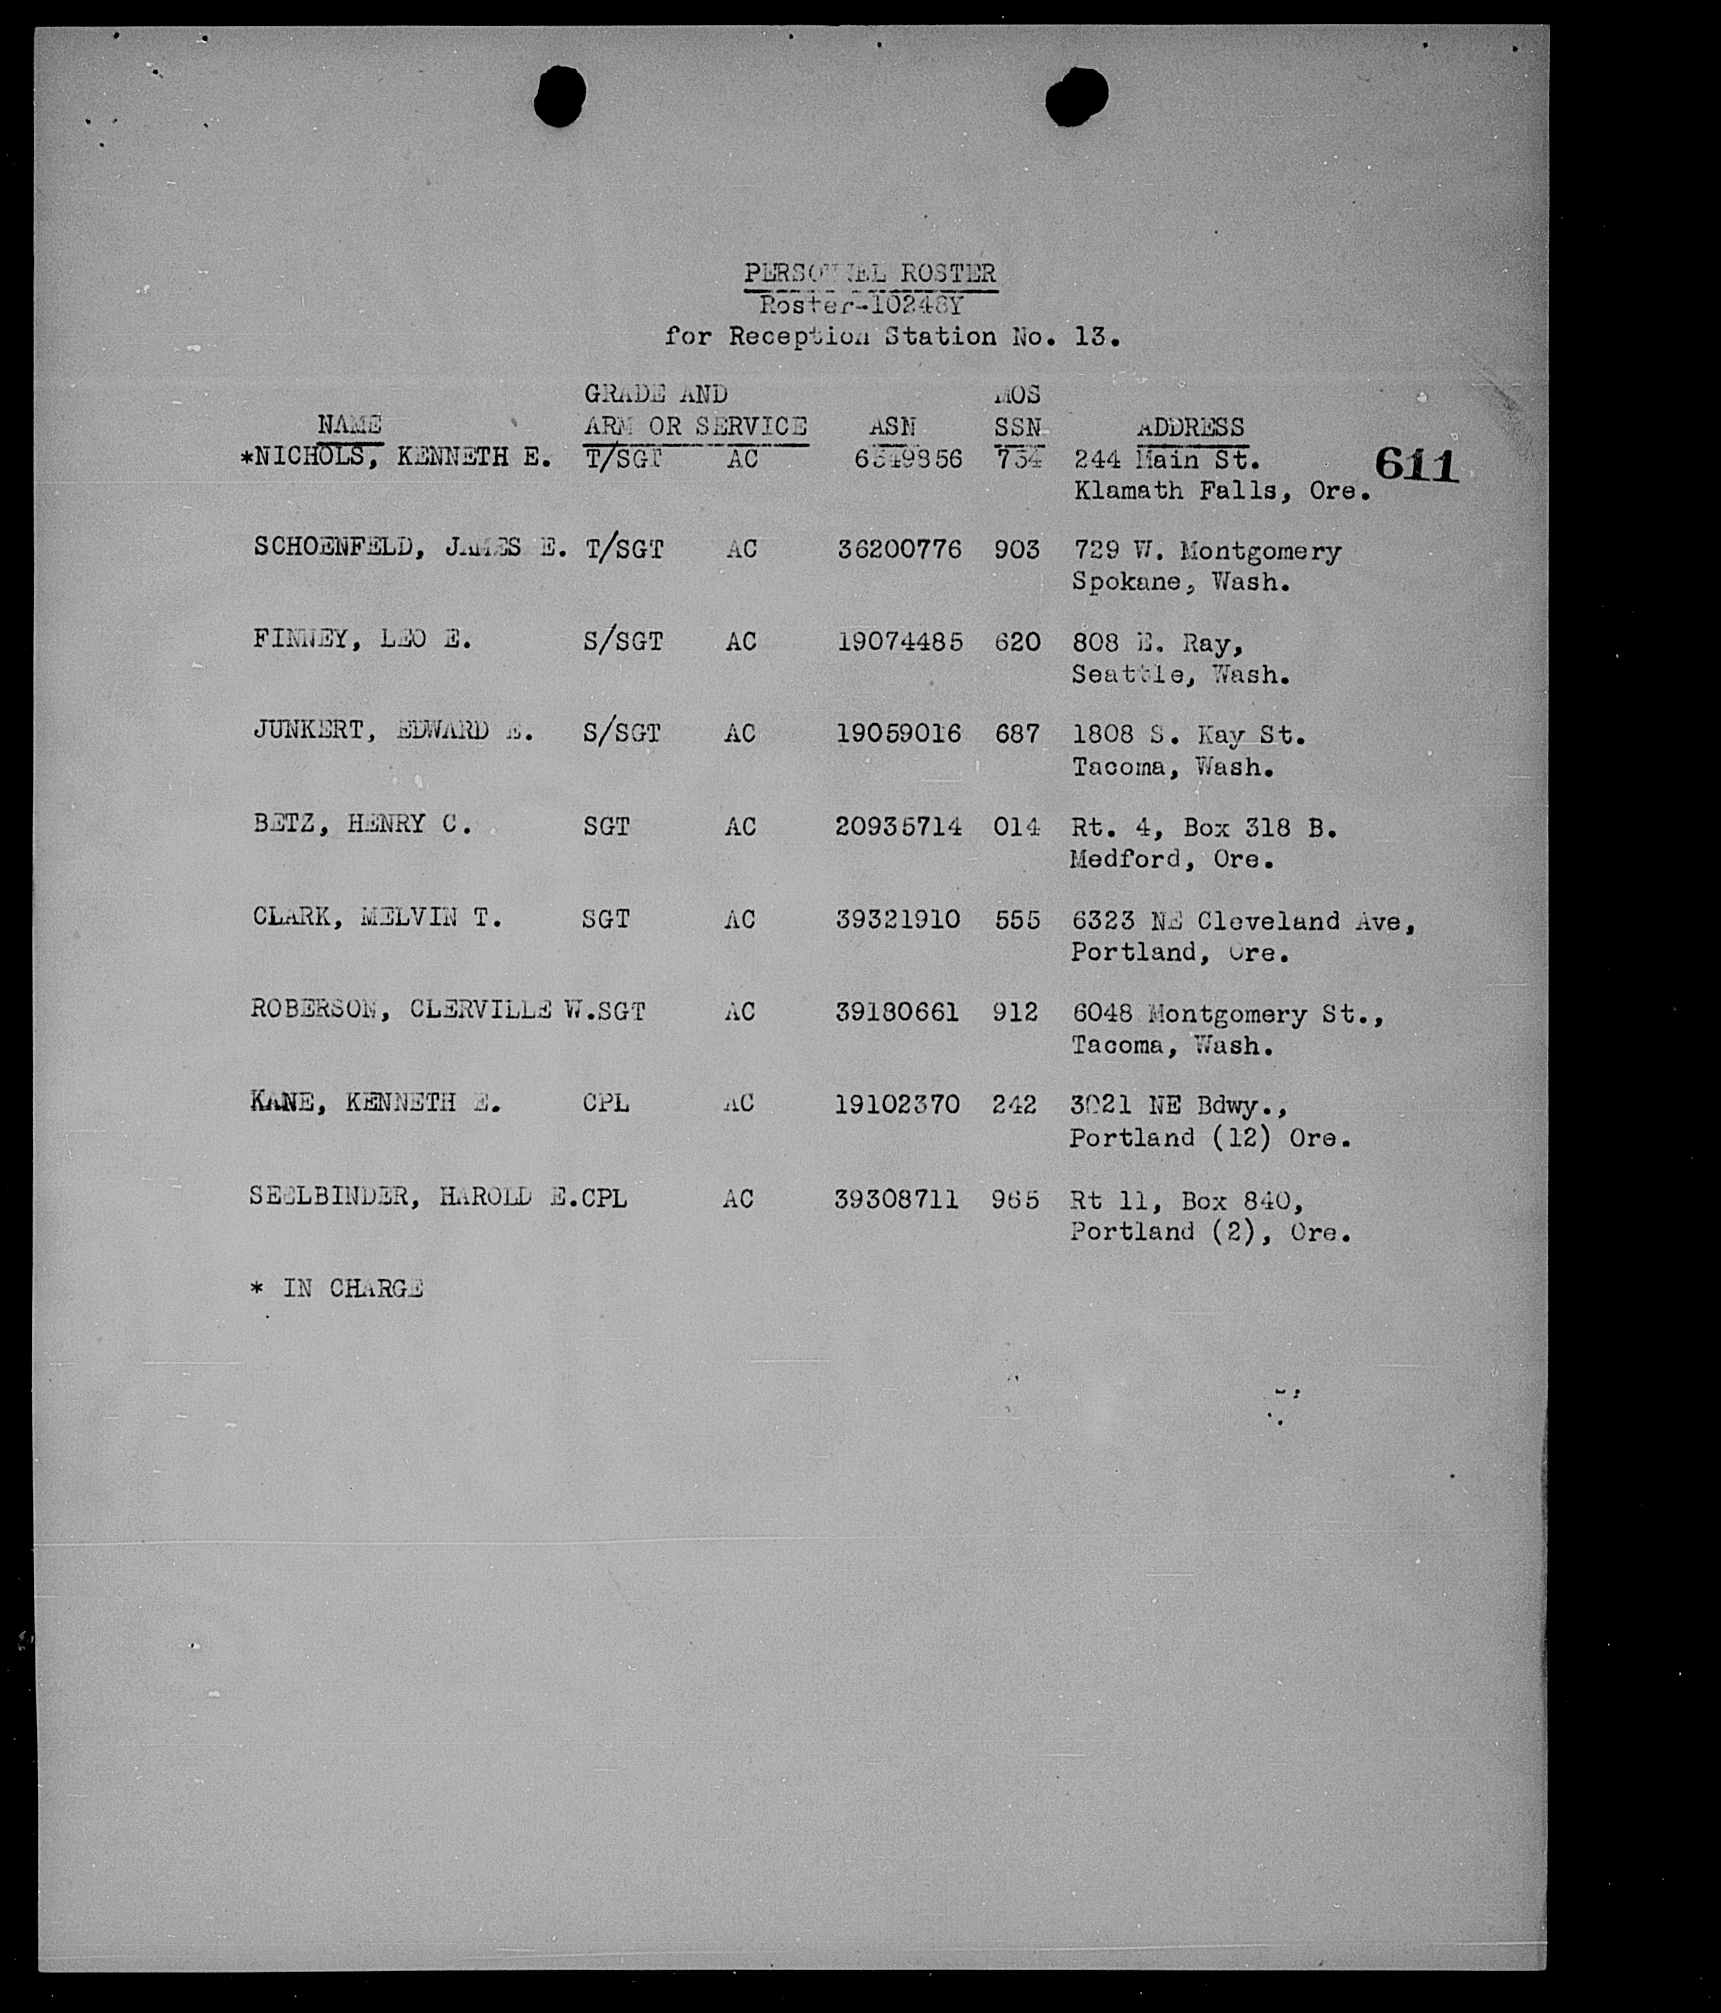 PERSONNEL ROSTER
Roster-10248Y
for Reception Station No. 13.
GRADE AND MOS
NAME ARM OR SERVICE ASN SSN ADDRESS
*NICHOLS, KENNETH E. T/SGT AC 6549856 754 244 Main St. 611
Klamath Falls, Ore.
SCHOENFELD, JAMES E. T/SGT AC 36200776 903 729 W. Montgomery
Spokane, Wash.
FINNEY, LEO E. S/SGT AC 19074485 620 808 E. Ray,
Seattle, Wash.
JUNKERT, EDWARD E. S/SGT AC 19059016 687 1808 S. Kay St.
Tacoma, Wash.
BETZ, HENRY C. SGT AC 20935714 014 Rt. 4, Box 318 B.
Medford, Ore.
CLARK, MELVIN T. SGT AC 39321910 555 6323 NE Cleveland Ave,
Portland, Ore.
ROBERSON, CLERVILLE W.SGT AC 39180661 912 6048 Montgomery St.,
Tacoma, Wash.
KANE, KENNETH E. CPL AC 19102370 242 3021 NE Bdwy.,
Portland (12) Ore.
SEELBINDER, HAROLD E.CPL AC 39308711 965 Rt 11, Box 840,
Portland (2), Ore.
* IN CHARGE